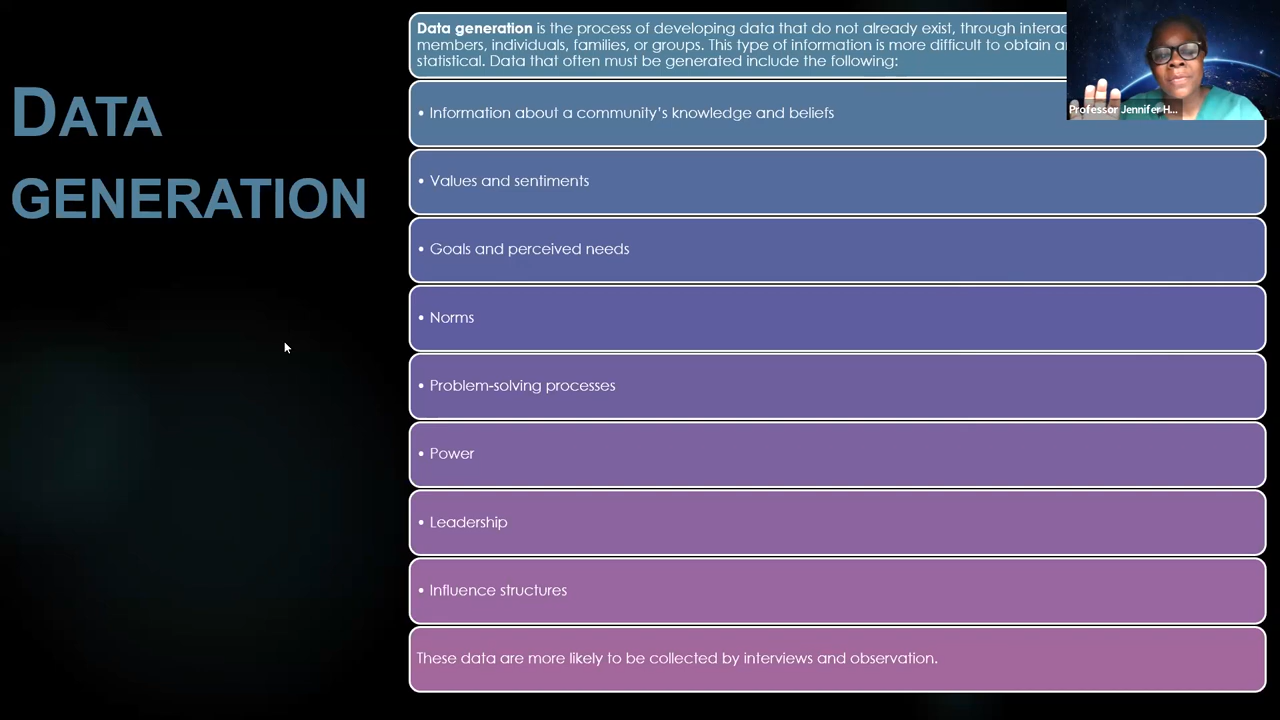 DATA
GENERATION
Data generation is the process of developing data that do not already exist, through
members, individuals, families, or groups. This type of information is more difficult to obtain
statistical. Data that often must be generated include the following:
• Information about a community's knowledge and beliefs
• Values and sentiments
• Goals and perceived needs
• Norms
• Problem-solving processes
• Power
• Leadership
• Influence structures
These data are more likely to be collected by interviews and observation.
Professor Jennifer H...